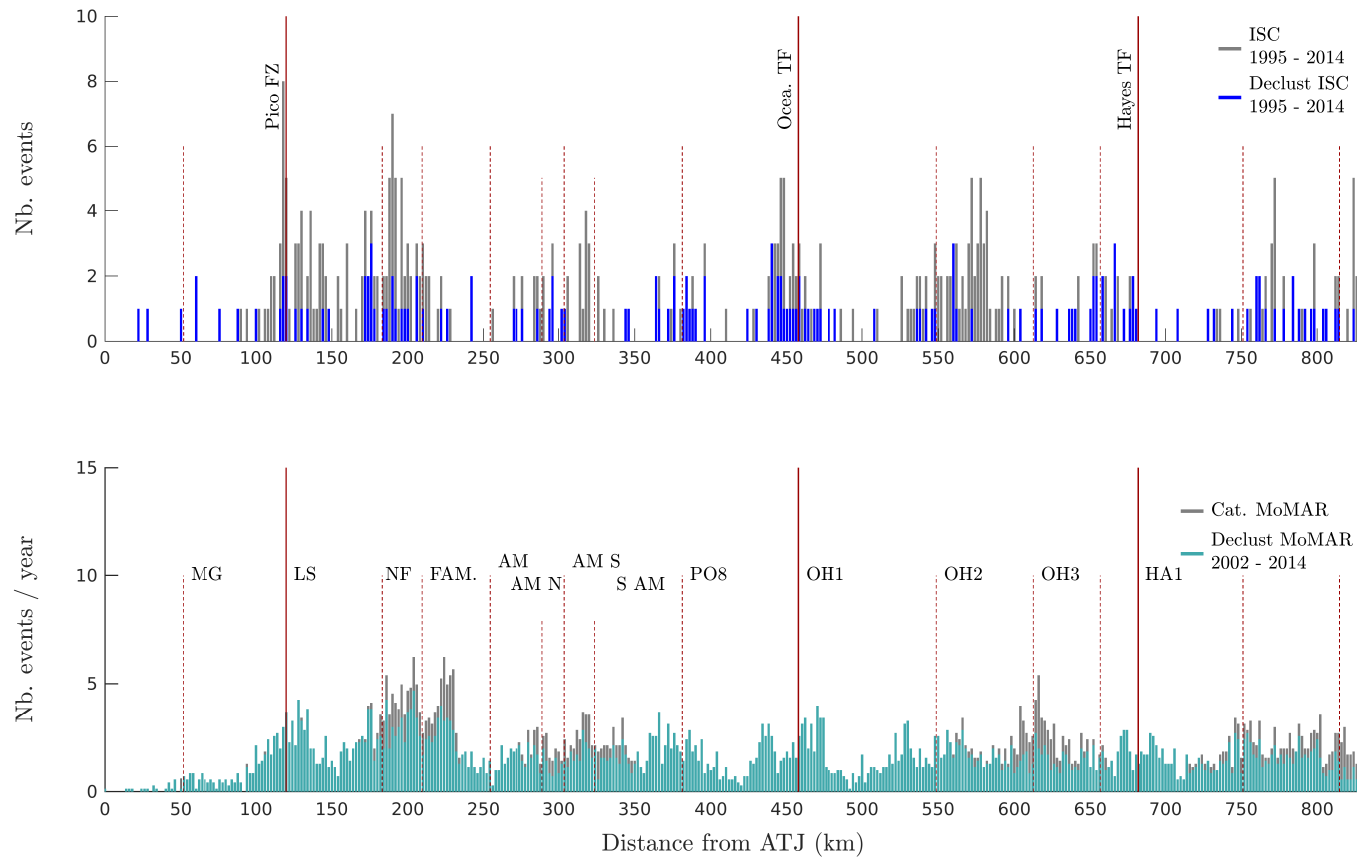 10
8
6
4
2
0
Nb. events
Pico FZ
Ocea. TF
Hayes TF
ISC
1995 - 2014
Declust ISC
1995 - 2014
0 50 100 150 200 250 300 350 400 450 500 550 600 650 700 750 800
15
10
5
0
Nb. events / year
Cat. MoMAR
Declust MoMAR
2002 - 2014
MG LS NF FAM. AM AM N AM S S AM PO8 OH1 OH2 OH3 HA1
0 50 100 150 200 250 300 350 400 450 500 550 600 650 700 750 800
Distance from ATJ (km)